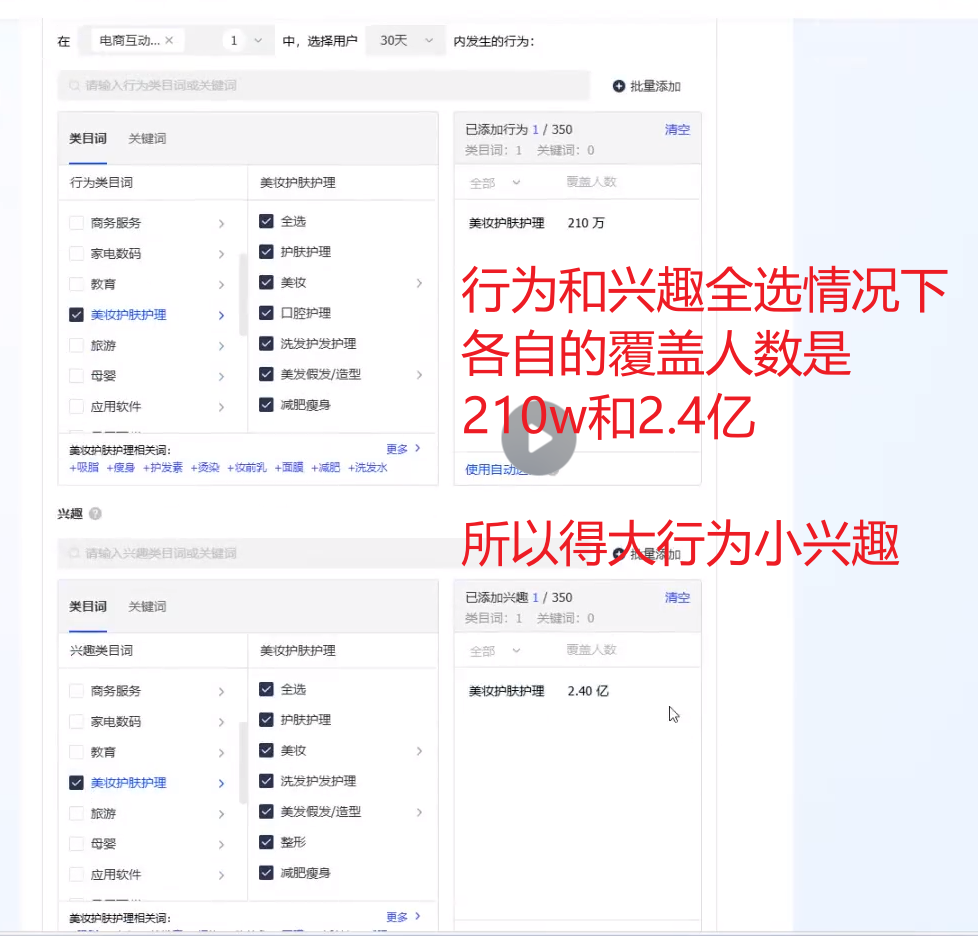 在 电商互动... × 1 中，选择用户 30天 内发生的行为：
请输入行为类目词或关键词
批量添加
类目词 关键词
已添加行为 1 / 350 清空
类目词：1 关键词：0
行为类目词 美妆护肤护理
全部 覆盖人数
商务服务 全选
美妆护肤护理 210 万
家电数码 护肤护理
教育 美妆
美妆护肤护理 口腔护理
旅游 洗发护发护理
母婴 美发假发/造型
应用软件 减肥瘦身
行为和兴趣全选情况下
各自的覆盖人数是
210w和2.4亿
美妆护肤护理相关词： 更多
+吸脂 +瘦身 +护发素 +烫染 +妆前乳 +面膜 +减肥 +洗发水
使用自动
兴趣
所以得大行为小兴趣
请输入兴趣类目词或关键词
批量添加
类目词 关键词
已添加兴趣 1 / 350 清空
类目词：1 关键词：0
兴趣类目词 美妆护肤护理
全部 覆盖人数
商务服务 全选
美妆护肤护理 2.40 亿
家电数码 护肤护理
教育 美妆
美妆护肤护理 洗发护发护理
旅游 美发假发/造型
母婴 整形
应用软件 减肥瘦身
美妆护肤护理相关词： 更多